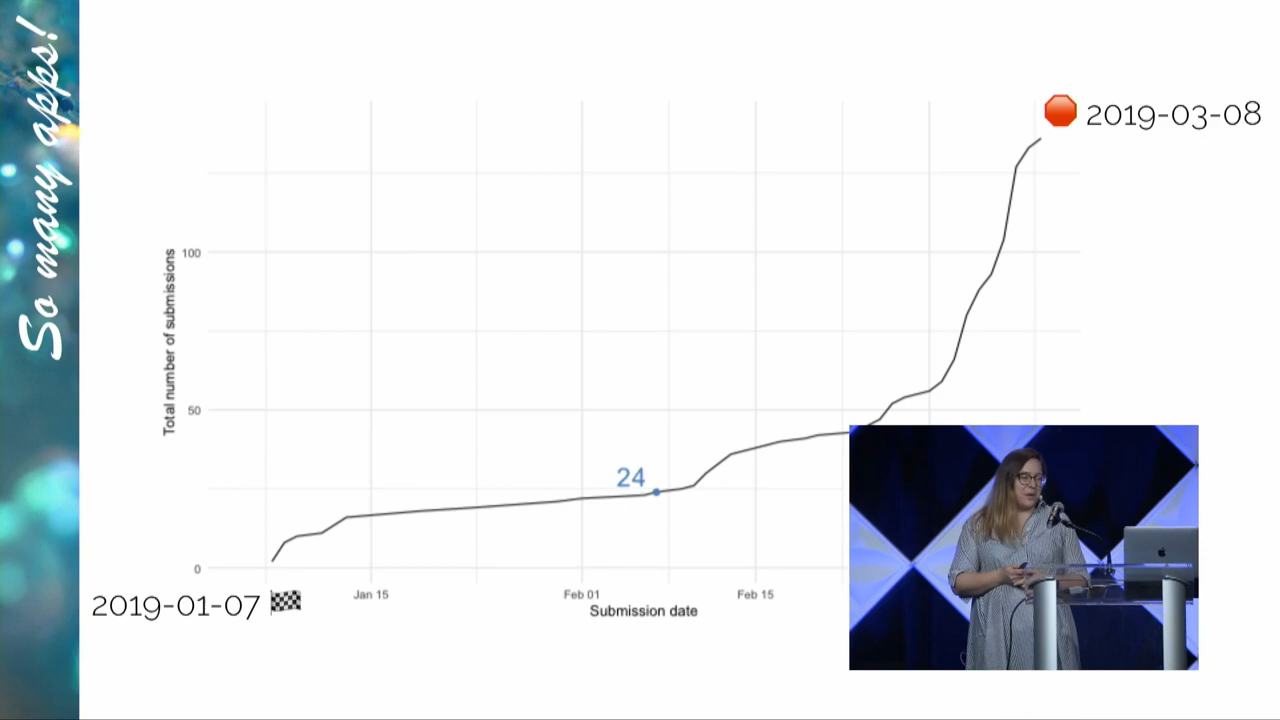 So many apps!
2019-03-08
Total number of submissions
100
50
0
24
Jan 15
Feb 01
Feb 15
Submission date
2019-01-07